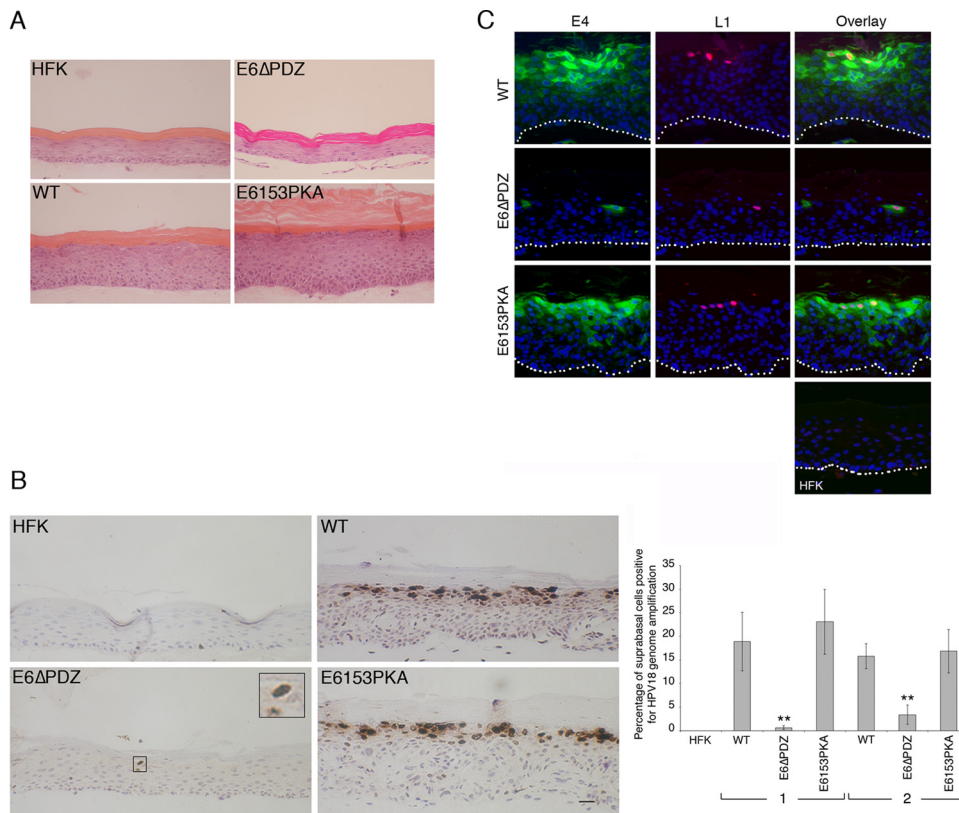 A
HFK
E6ΔPDZ
WT
E6153PKA
C
E4
L1
Overlay
WT
E6ΔPDZ
E6153PKA
HFK
B
HFK
WT
E6ΔPDZ
E6153PKA
Percentage of suprabasal cells positive
for HPV18 genome amplification
35
30
25
20
15
10
5
0
**
**
HFK
WT
E6ΔPDZ
E6153PKA
WT
E6ΔPDZ
E6153PKA
1
2